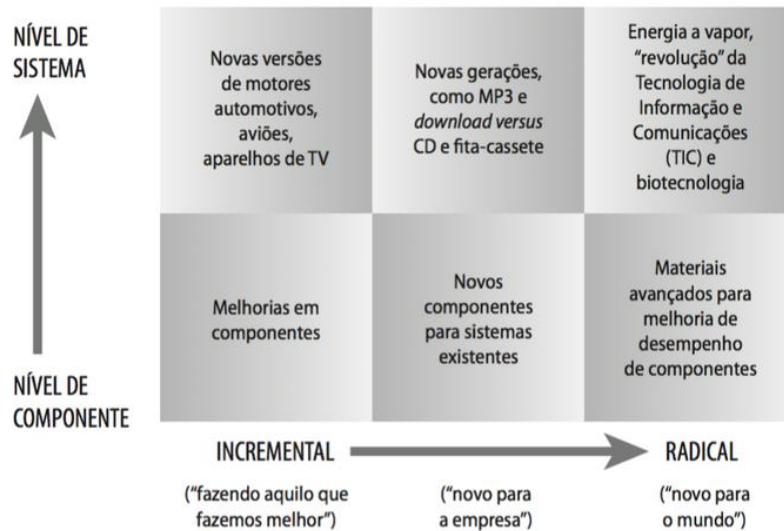 NÍVEL DE
SISTEMA
Novas versões
de motores
automotivos,
aviões,
aparelhos de TV
Novas gerações,
como MP3 e
download versus
CD e fita-cassete
Energia a vapor,
“revolução” da
Tecnologia de
Informação e
Comunicações
(TIC) e
biotecnologia
Melhorias em
componentes
Novos
componentes
para sistemas
existentes
Materiais
avançados para
melhoria de
desempenho
de componentes
NÍVEL DE
COMPONENTE
INCREMENTAL
RADICAL
(“fazendo aquilo que
fazemos melhor”)
(“novo para
a empresa”)
(“novo para
o mundo”)